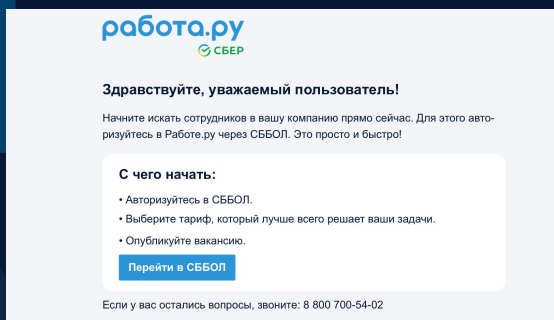 работа.ру
СБЕР
Здравствуйте, уважаемый пользователь!
Начните искать сотрудников в вашу компанию прямо сейчас. Для этого авто-
ризуйтесь в Работе.ру через СББОЛ. Это просто и быстро!
С чего начать:
• Авторизуйтесь в СББОЛ.
• Выберите тариф, который лучше всего решает ваши задачи.
• Опубликуйте вакансию.
Перейти в СББОЛ
Если у вас остались вопросы, звоните: 8 800 700-54-02